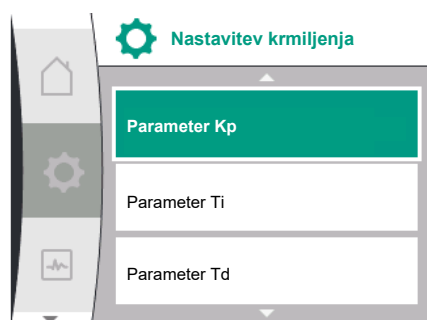 Nastavitev krmiljenja
Parameter Kp
Parameter Ti
Parameter Td